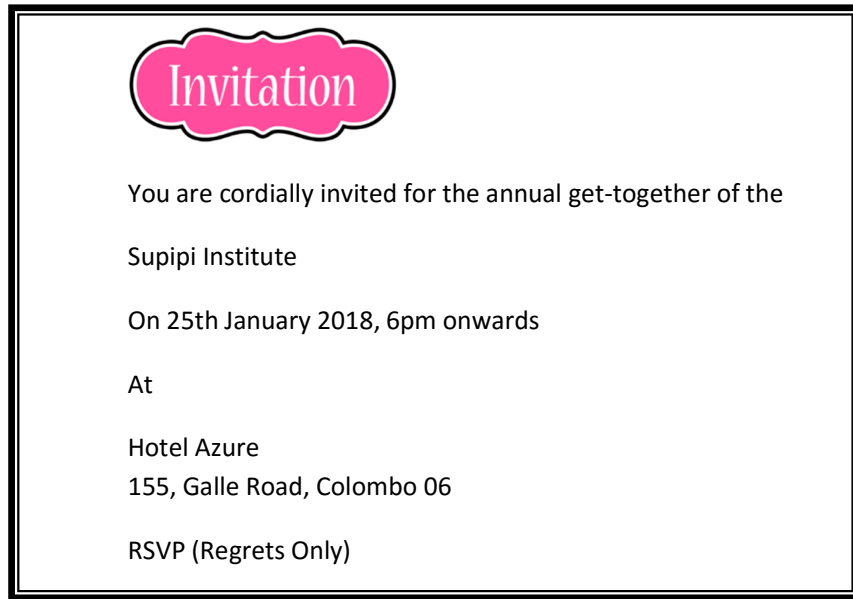 Invitation
You are cordially invited for the annual get-together of the
Supipi Institute
On 25th January 2018, 6pm onwards
At
Hotel Azure
155, Galle Road, Colombo 06
RSVP (Regrets Only)